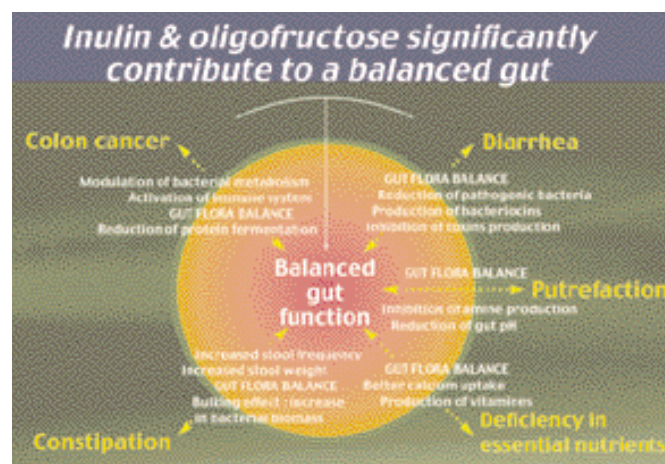 Inulin & oligofructose significantly
contribute to a balanced gut
Colon cancer
Modulation of bacterial metabolism
Activation of immune system
GUT FLORA BALANCE
Reduction of protein fermentation
Diarrhea
GUT FLORA BALANCE
Reduction of pathogenic bacteria
Production of bacteriocins
Inhibition of production
Balanced
gut
function
GUT FLORA BALANCE
Putrefaction
Inhibition of amine production
Reduction of gut pH
Increased stool frequency
Increased stool weight
GUT FLORA BALANCE
Bulking effect : increase
in bacterial biomass
Constipation
GUT FLORA BALANCE
Better calcium uptake
Production of vitamines
Deficiency in
essential nutrients